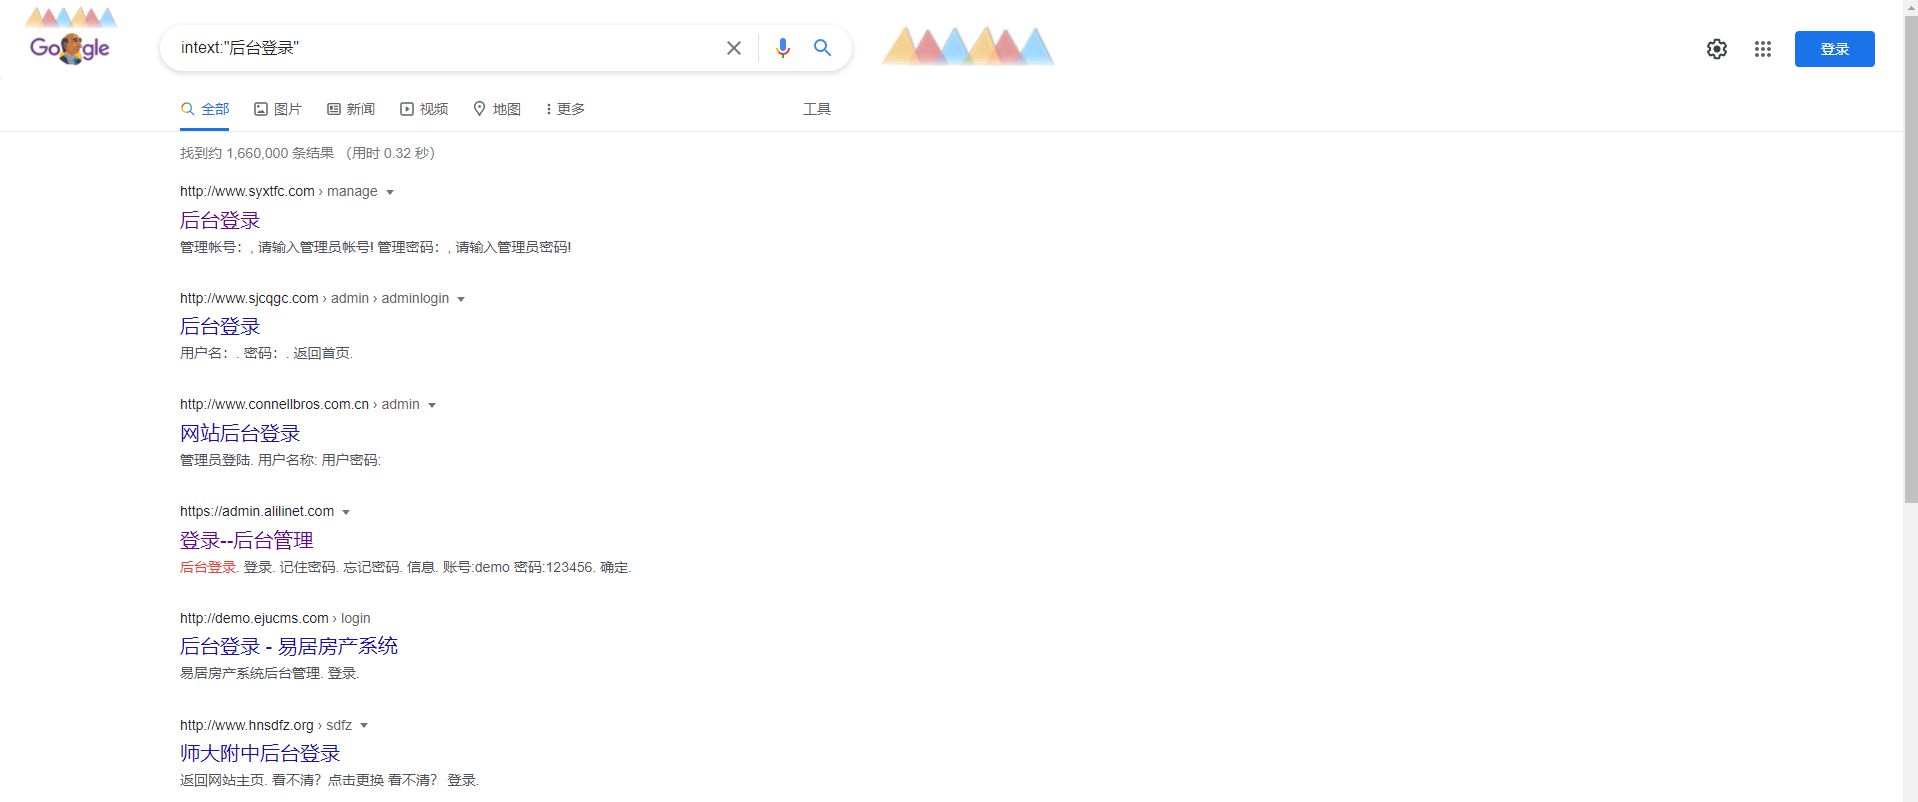 Google
intext:"后台登录"
登录
全部 图片 新闻 视频 地图 更多 工具
找到约 1,660,000 条结果 （用时 0.32 秒）
http://www.syxtfc.com › manage
后台登录
管理帐号：, 请输入管理员帐号! 管理密码：, 请输入管理员密码!
http://www.sjcqgc.com › admin › adminlogin
后台登录
用户名：. 密码：. 返回首页.
http://www.connellbros.com.cn › admin
网站后台登录
管理员登陆. 用户名称: 用户密码:
https://admin.alilinet.com
登录--后台管理
后台登录. 登录. 记住密码. 忘记密码. 信息. 账号:demo 密码:123456. 确定.
http://demo.ejucms.com › login
后台登录 - 易居房产系统
易居房产系统后台管理. 登录.
http://www.hnsdfz.org › sdfz
师大附中后台登录
返回网站主页. 看不清？点击更换 看不清？ 登录.